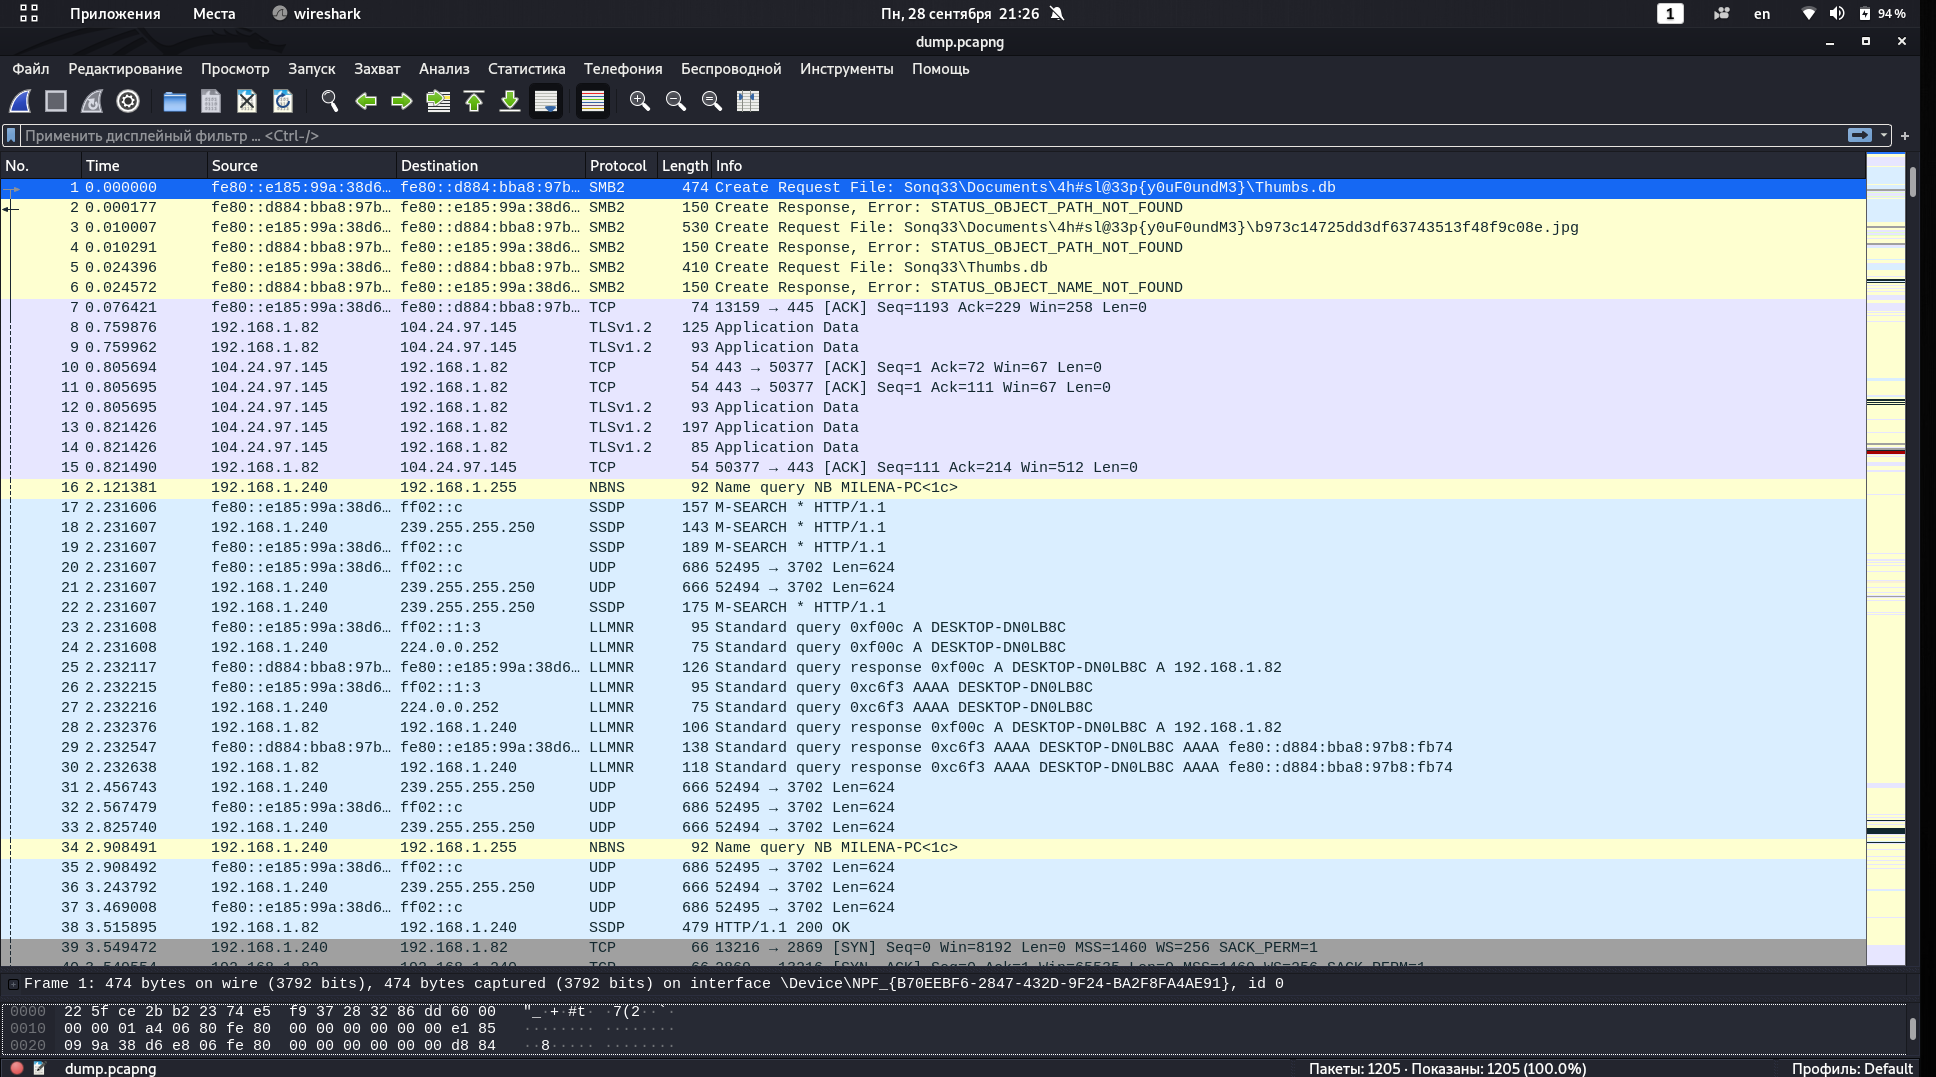 Приложения Места wireshark Пн, 28 сентября 21:26 1 en 94 %
dump.pcapng
Файл Редактирование Просмотр Запуск Захват Анализ Статистика Телефония Беспроводной Инструменты Помощь
Применить дисплейный фильтр ... <Ctrl-/>
No. Time Source Destination Protocol Length Info
1 0.000000 fe80::e185:99a:38d6… fe80::d884:bba8:97b… SMB2 474 Create Request File: Sonq33\Documents\4h#sl@33p{y0uF0undM3}\Thumbs.db
2 0.000177 fe80::d884:bba8:97b… fe80::e185:99a:38d6… SMB2 150 Create Response, Error: STATUS_OBJECT_PATH_NOT_FOUND
3 0.010007 fe80::e185:99a:38d6… fe80::d884:bba8:97b… SMB2 530 Create Request File: Sonq33\Documents\4h#sl@33p{y0uF0undM3}\b973c14725dd3df63743513f48f9c08e.jpg
4 0.010291 fe80::d884:bba8:97b… fe80::e185:99a:38d6… SMB2 150 Create Response, Error: STATUS_OBJECT_PATH_NOT_FOUND
5 0.024396 fe80::e185:99a:38d6… fe80::d884:bba8:97b… SMB2 410 Create Request File: Sonq33\Thumbs.db
6 0.024572 fe80::d884:bba8:97b… fe80::e185:99a:38d6… SMB2 150 Create Response, Error: STATUS_OBJECT_NAME_NOT_FOUND
7 0.076421 fe80::e185:99a:38d6… fe80::d884:bba8:97b… TCP 74 13159 → 445 [ACK] Seq=1193 Ack=229 Win=258 Len=0
8 0.759876 192.168.1.82 104.24.97.145 TLSv1.2 125 Application Data
9 0.759962 192.168.1.82 104.24.97.145 TLSv1.2 93 Application Data
10 0.805694 104.24.97.145 192.168.1.82 TCP 54 443 → 50377 [ACK] Seq=1 Ack=72 Win=67 Len=0
11 0.805695 104.24.97.145 192.168.1.82 TCP 54 443 → 50377 [ACK] Seq=1 Ack=111 Win=67 Len=0
12 0.805695 104.24.97.145 192.168.1.82 TLSv1.2 93 Application Data
13 0.821426 104.24.97.145 192.168.1.82 TLSv1.2 197 Application Data
14 0.821426 104.24.97.145 192.168.1.82 TLSv1.2 85 Application Data
15 0.821490 192.168.1.82 104.24.97.145 TCP 54 50377 → 443 [ACK] Seq=111 Ack=214 Win=512 Len=0
16 2.121381 192.168.1.240 192.168.1.255 NBNS 92 Name query NB MILENA-PC<1c>
17 2.231606 fe80::e185:99a:38d6… ff02::c SSDP 157 M-SEARCH * HTTP/1.1
18 2.231607 192.168.1.240 239.255.255.250 SSDP 143 M-SEARCH * HTTP/1.1
19 2.231607 fe80::e185:99a:38d6… ff02::c SSDP 189 M-SEARCH * HTTP/1.1
20 2.231607 fe80::e185:99a:38d6… ff02::c UDP 686 52495 → 3702 Len=624
21 2.231607 192.168.1.240 239.255.255.250 UDP 666 52494 → 3702 Len=624
22 2.231607 192.168.1.240 239.255.255.250 SSDP 175 M-SEARCH * HTTP/1.1
23 2.231608 fe80::e185:99a:38d6… ff02::1:3 LLMNR 95 Standard query 0xf00c A DESKTOP-DN0LB8C
24 2.231608 192.168.1.240 224.0.0.252 LLMNR 75 Standard query 0xf00c A DESKTOP-DN0LB8C
25 2.232117 fe80::d884:bba8:97b… fe80::e185:99a:38d6… LLMNR 126 Standard query response 0xf00c A DESKTOP-DN0LB8C A 192.168.1.82
26 2.232215 fe80::e185:99a:38d6… ff02::1:3 LLMNR 95 Standard query 0xc6f3 AAAA DESKTOP-DN0LB8C
27 2.232216 192.168.1.240 224.0.0.252 LLMNR 75 Standard query 0xc6f3 AAAA DESKTOP-DN0LB8C
28 2.232376 192.168.1.82 192.168.1.240 LLMNR 106 Standard query response 0xf00c A DESKTOP-DN0LB8C A 192.168.1.82
29 2.232547 fe80::d884:bba8:97b… fe80::e185:99a:38d6… LLMNR 138 Standard query response 0xc6f3 AAAA DESKTOP-DN0LB8C AAAA fe80::d884:bba8:97b8:fb74
30 2.232638 192.168.1.82 192.168.1.240 LLMNR 118 Standard query response 0xc6f3 AAAA DESKTOP-DN0LB8C AAAA fe80::d884:bba8:97b8:fb74
31 2.456743 192.168.1.240 239.255.255.250 UDP 666 52494 → 3702 Len=624
32 2.567479 fe80::e185:99a:38d6… ff02::c UDP 686 52495 → 3702 Len=624
33 2.825740 192.168.1.240 239.255.255.250 UDP 666 52494 → 3702 Len=624
34 2.908491 192.168.1.240 192.168.1.255 NBNS 92 Name query NB MILENA-PC<1c>
35 2.908492 fe80::e185:99a:38d6… ff02::c UDP 686 52495 → 3702 Len=624
36 3.243792 192.168.1.240 239.255.255.250 UDP 666 52494 → 3702 Len=624
37 3.469008 fe80::e185:99a:38d6… ff02::c UDP 686 52495 → 3702 Len=624
38 3.515895 192.168.1.82 192.168.1.240 SSDP 479 HTTP/1.1 200 OK
39 3.549472 192.168.1.240 192.168.1.82 TCP 66 13216 → 2869 [SYN] Seq=0 Win=8192 Len=0 MSS=1460 WS=256 SACK_PERM=1
Frame 1: 474 bytes on wire (3792 bits), 474 bytes captured (3792 bits) on interface \Device\NPF_{B70EEBF6-2847-432D-9F24-BA2F8FA4AE91}, id 0
0000 22 5f ce 2b b2 23 74 e5 f9 37 28 32 86 dd 60 00 "_·+·#t· ·7(2··`·
0010 00 00 01 a4 06 80 fe 80 00 00 00 00 00 00 e1 85 ········ ········
0020 09 9a 38 d6 e8 06 fe 80 00 00 00 00 00 00 d8 84 ··8····· ········
dump.pcapng Пакеты: 1205 · Показаны: 1205 (100.0%) Профиль: Default